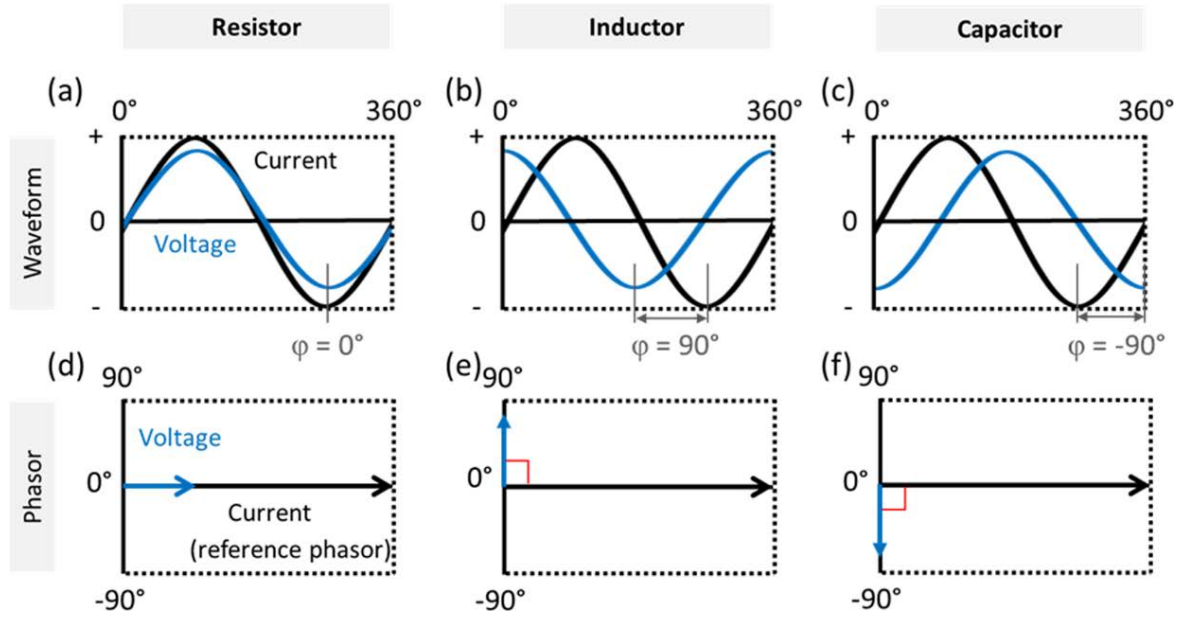 Resistor
Inductor
Capacitor
Waveform
(a)
0°
360°
+
0
-
Current
Voltage
φ = 0°
(b)
0°
360°
+
0
-
φ = 90°
(c)
0°
360°
+
0
-
φ = -90°
Phasor
(d)
90°
0°
-90°
Voltage
Current
(reference phasor)
(e)
90°
0°
-90°
(f)
90°
0°
-90°